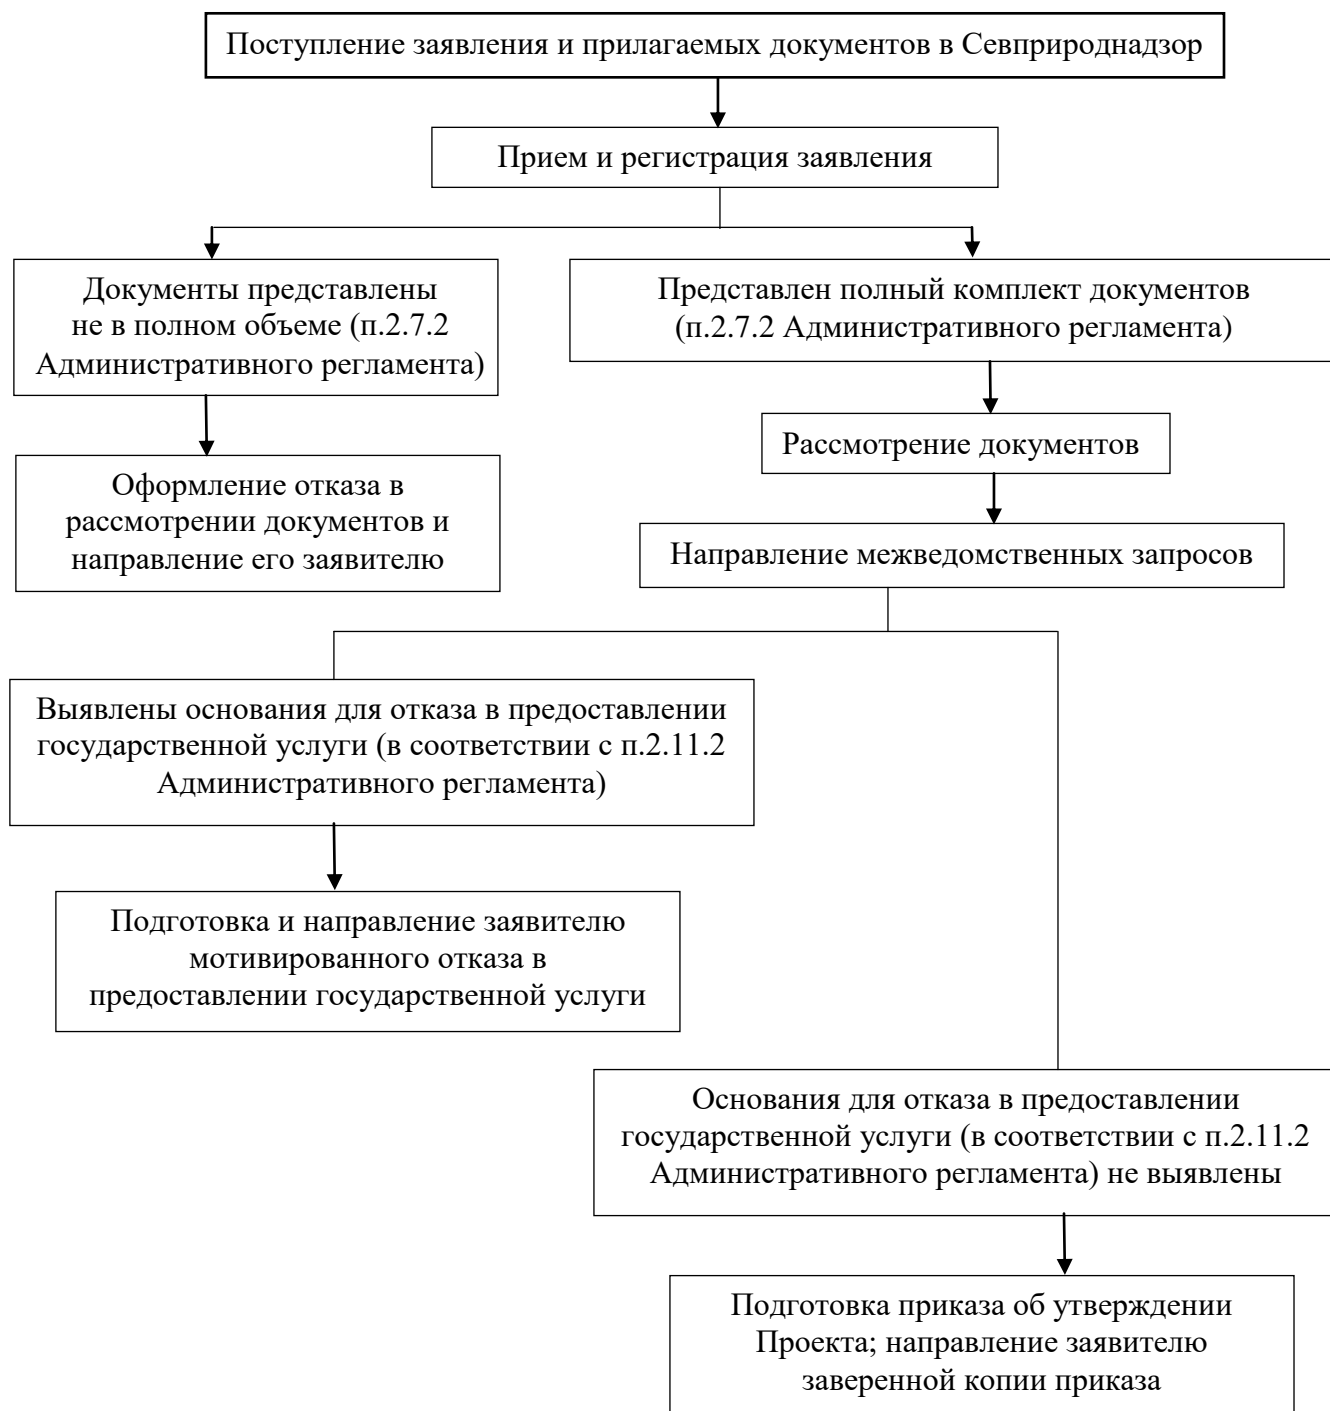 Поступление заявления и прилагаемых документов в Севприроднадзор
Прием и регистрация заявления
Документы представлены
не в полном объеме (п.2.7.2
Административного регламента)
Представлен полный комплект документов
(п.2.7.2 Административного регламента)
Рассмотрение документов
Оформление отказа в
рассмотрении документов и
направление его заявителю
Направление межведомственных запросов
Выявлены основания для отказа в предоставлении
государственной услуги (в соответствии с п.2.11.2
Административного регламента)
Подготовка и направление заявителю
мотивированного отказа в
предоставлении государственной услуги
Основания для отказа в предоставлении
государственной услуги (в соответствии с п.2.11.2
Административного регламента) не выявлены
Подготовка приказа об утверждении
Проекта; направление заявителю
заверенной копии приказа